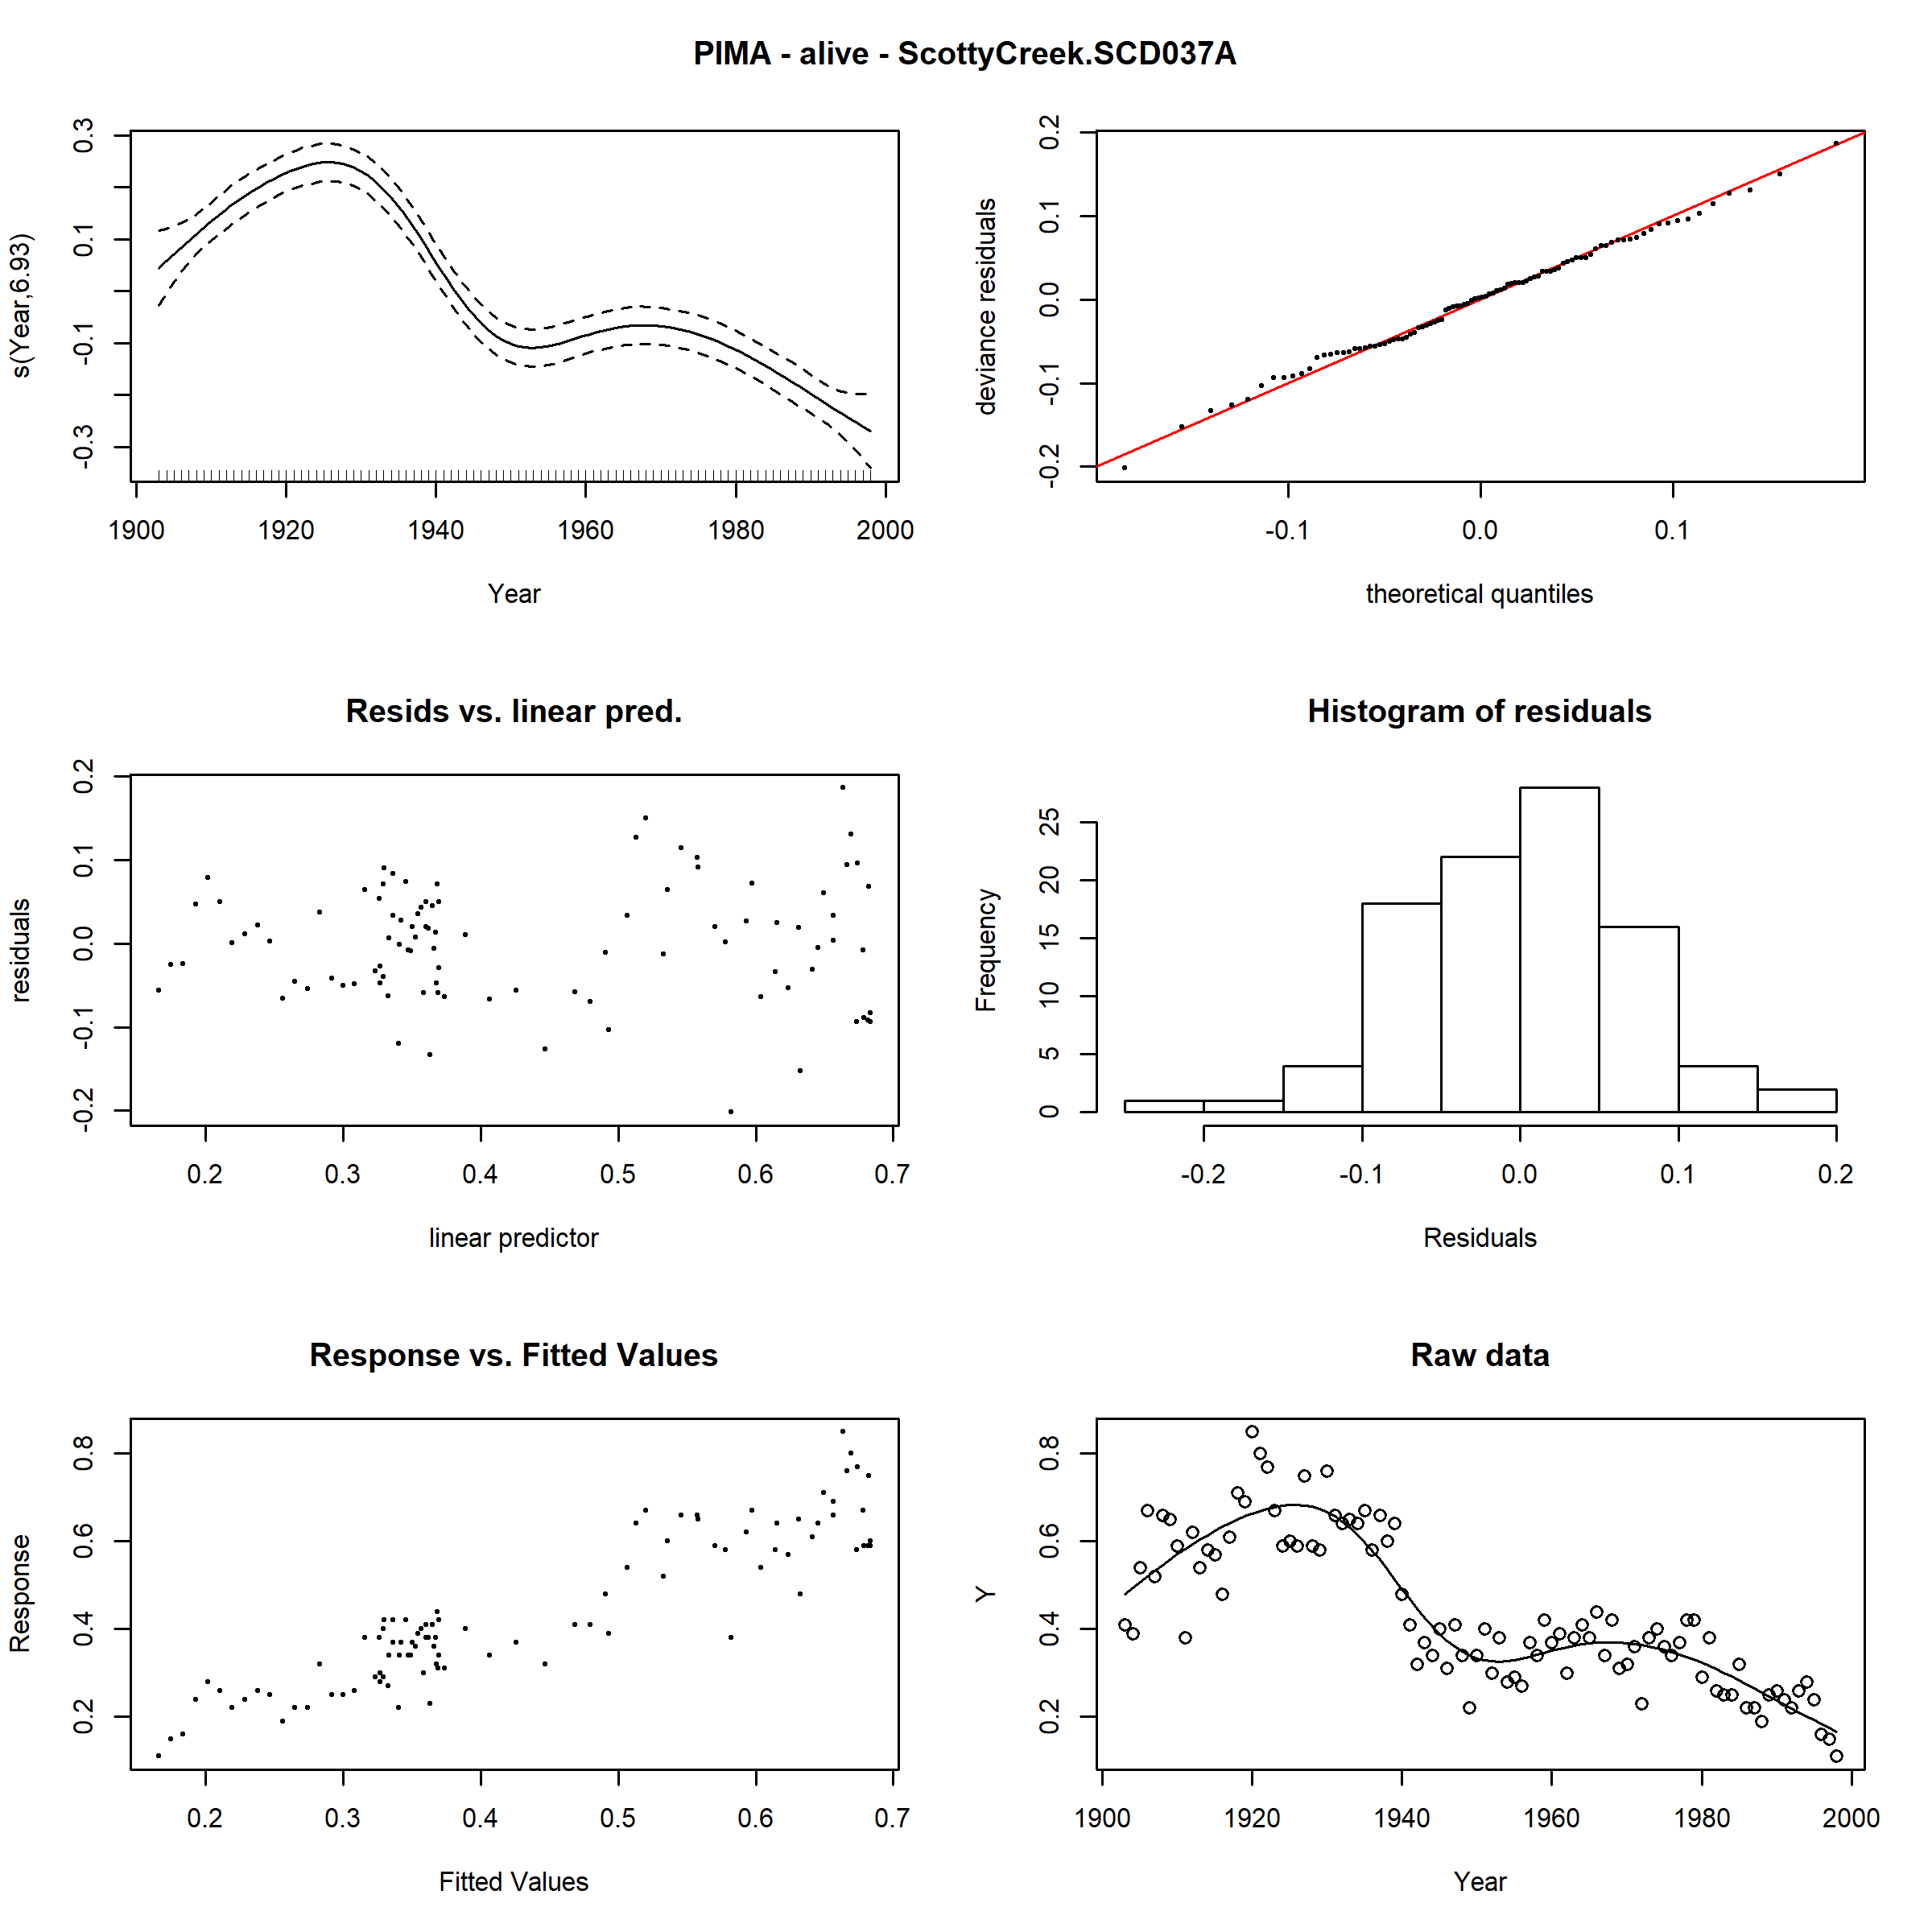 PIMA - alive - ScottyCreek.SCD037A
s(Year,6.93)
0.3
0.1
-0.1
-0.3
1900 1920 1940 1960 1980 2000
Year
deviance residuals
0.2
0.1
0.0
-0.1
-0.2
-0.1 0.0 0.1
theoretical quantiles
Resids vs. linear pred.
residuals
0.2
0.1
0.0
-0.1
-0.2
0.2 0.3 0.4 0.5 0.6 0.7
linear predictor
Histogram of residuals
Frequency
25
20
15
10
5
0
-0.2 -0.1 0.0 0.1 0.2
Residuals
Response vs. Fitted Values
Response
0.8
0.6
0.4
0.2
0.2 0.3 0.4 0.5 0.6 0.7
Fitted Values
Raw data
Y
0.8
0.6
0.4
0.2
1900 1920 1940 1960 1980 2000
Year